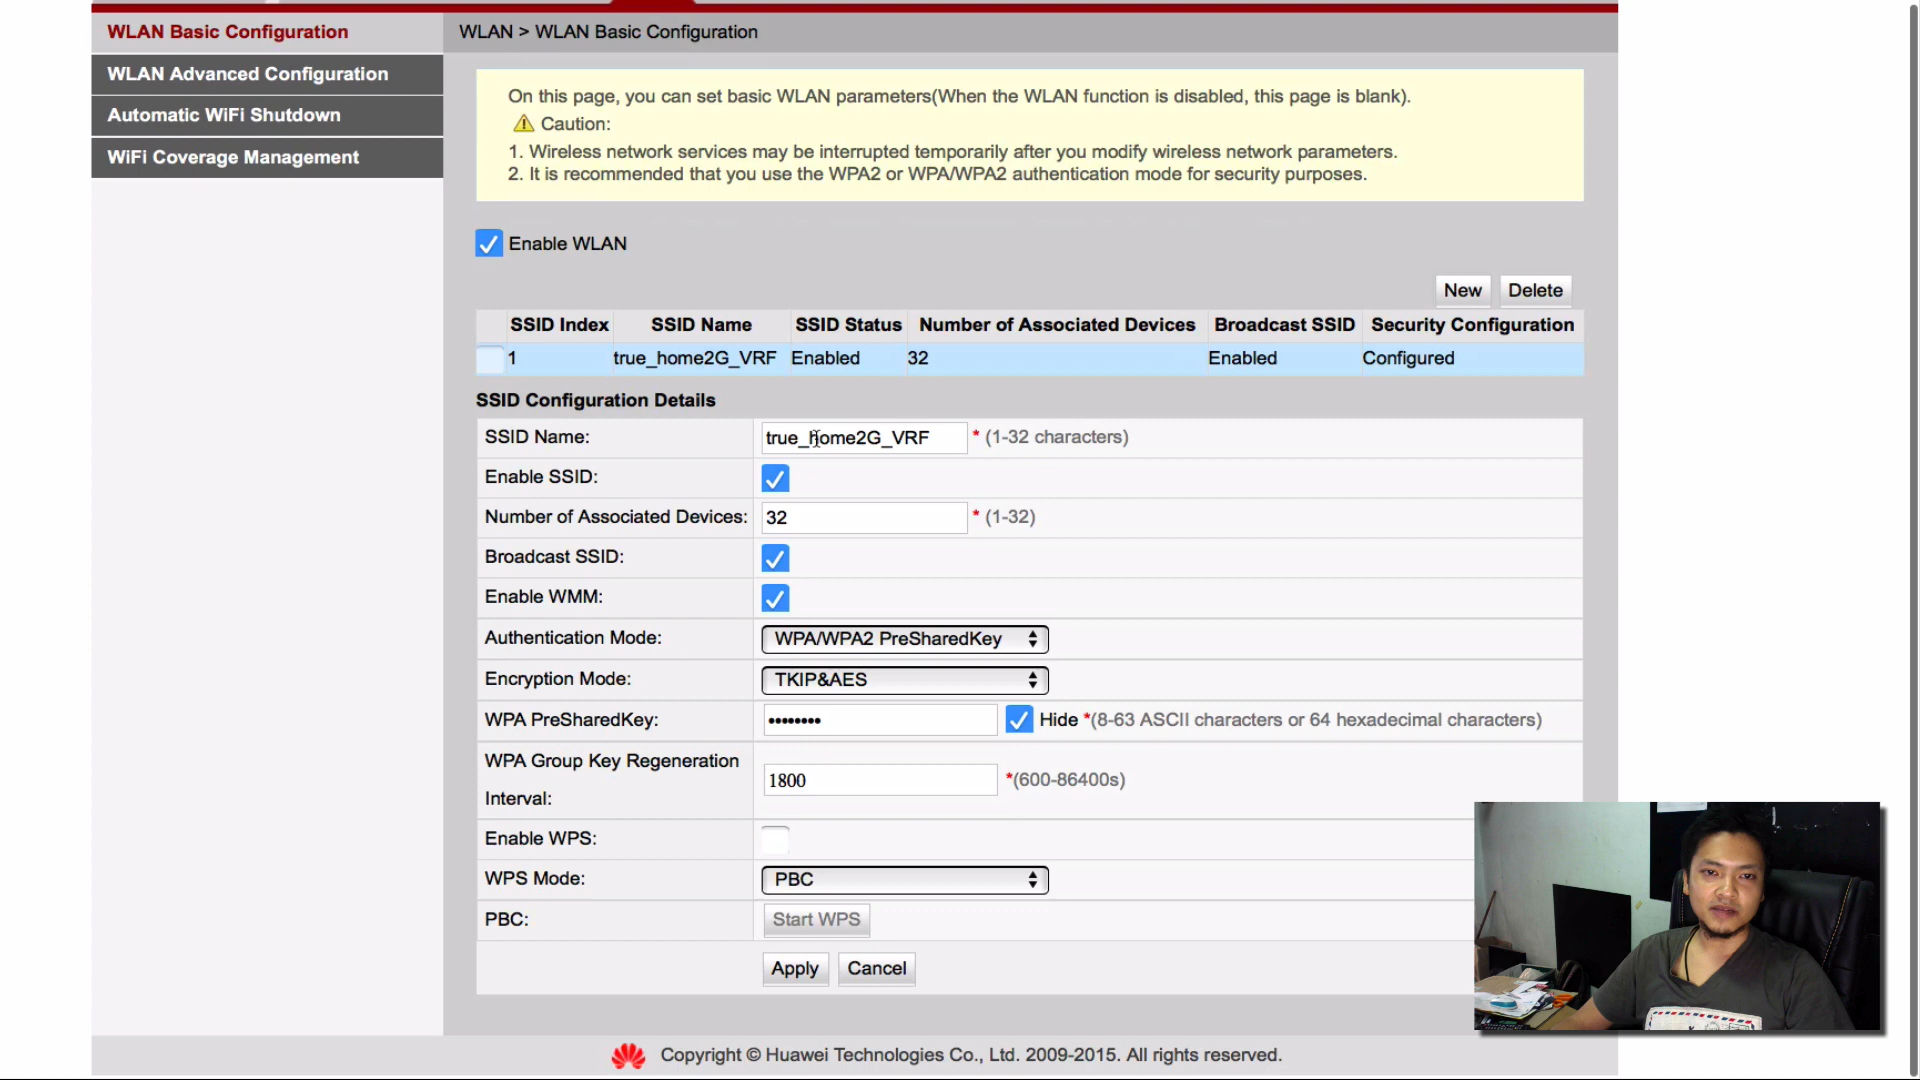 WLAN Basic Configuration
WLAN Advanced Configuration
Automatic WiFi Shutdown
WiFi Coverage Management
WLAN > WLAN Basic Configuration
On this page, you can set basic WLAN parameters(When the WLAN function is disabled, this page is blank).
Caution:
1. Wireless network services may be interrupted temporarily after you modify wireless network parameters.
2. It is recommended that you use the WPA2 or WPA/WPA2 authentication mode for security purposes.
Enable WLAN
New Delete
SSID Index SSID Name SSID Status Number of Associated Devices Broadcast SSID Security Configuration
1 true_home2G_VRF Enabled 32 Enabled Configured
SSID Configuration Details
SSID Name: true_home2G_VRF * (1-32 characters)
Enable SSID:
Number of Associated Devices: 32 * (1-32)
Broadcast SSID:
Enable WMM:
Authentication Mode: WPA/WPA2 PreSharedKey
Encryption Mode: TKIP&AES
WPA PreSharedKey: •••••••• Hide *(8-63 ASCII characters or 64 hexadecimal characters)
WPA Group Key Regeneration
Interval: 1800 *(600-86400s)
Enable WPS:
WPS Mode: PBC
PBC: Start WPS
Apply Cancel
Copyright © Huawei Technologies Co., Ltd. 2009-2015. All rights reserved.